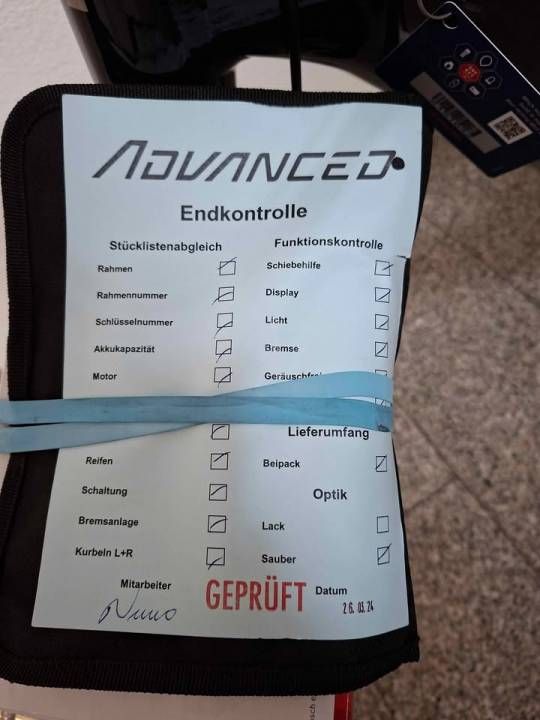 ADVANCED
Endkontrolle
Stücklistenabgleich
Rahmen
Rahmennummer
Schlüsselnummer
Akkukapazität
Motor
Reifen
Schaltung
Bremsanlage
Kurbeln L+R
Funktionskontrolle
Schiebehilfe
Display
Licht
Bremse
Lieferumfang
Beipack
Optik
Lack
Sauber
Mitarbeiter
GEPRÜFT
Datum
26. 03. 24